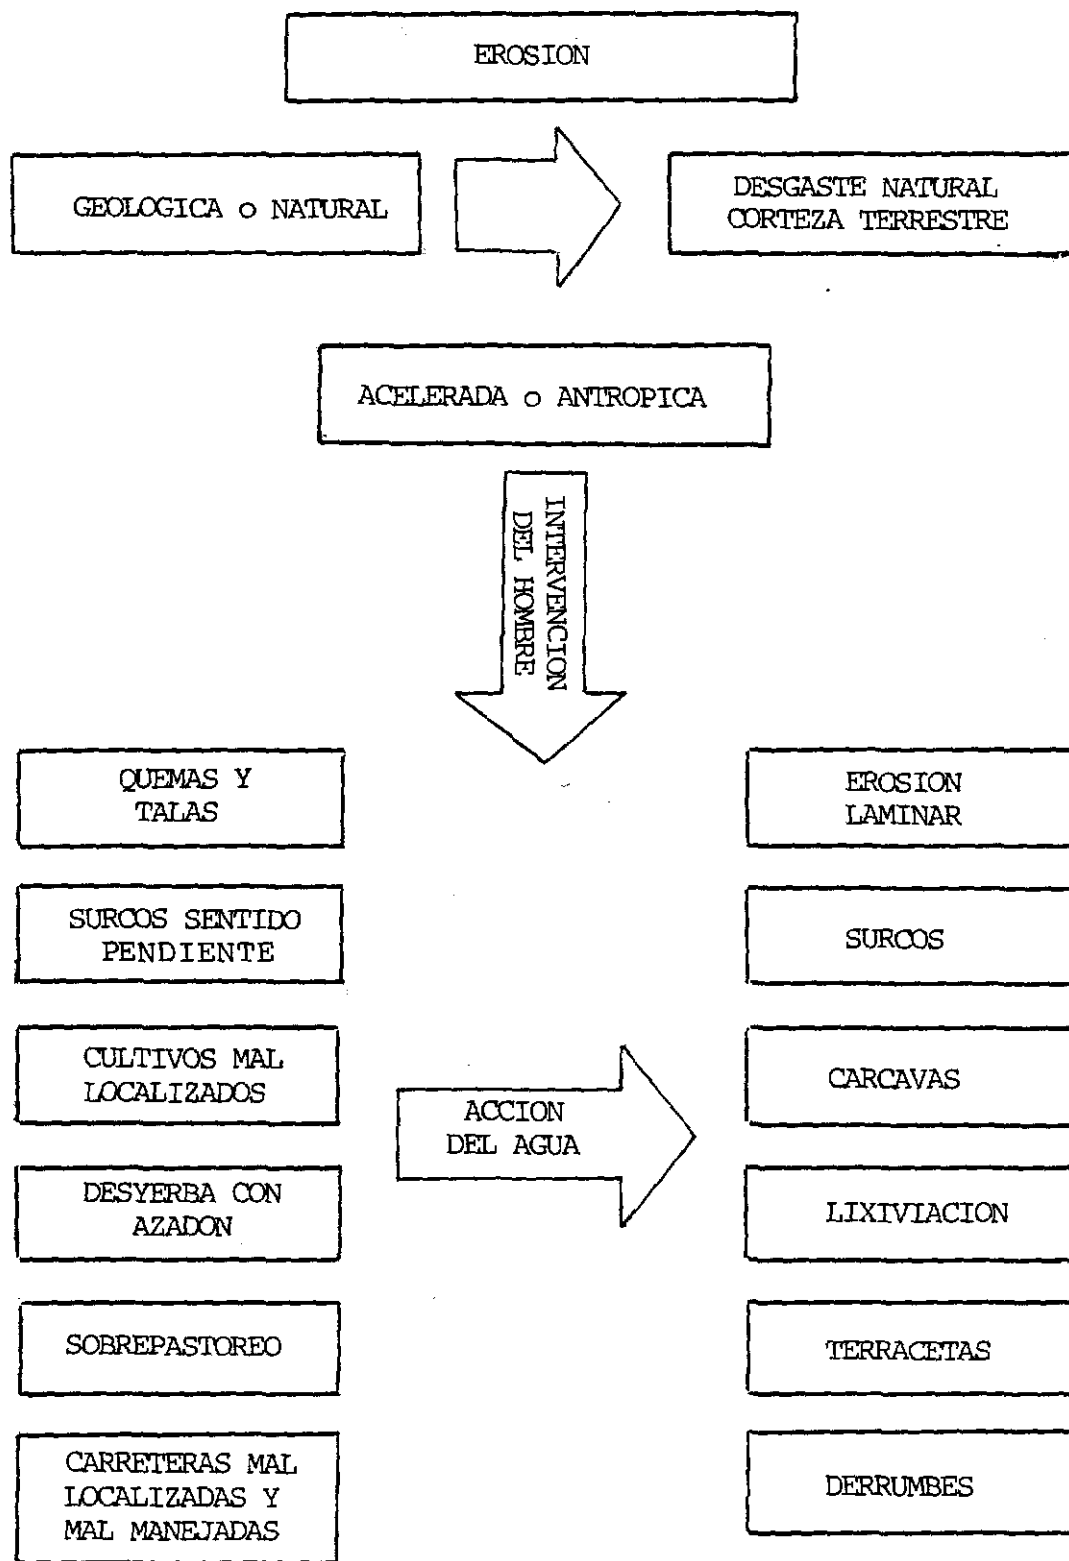 EROSION
GEOLOGICA o NATURAL
DESGASTE NATURAL
CORTEZA TERRESTRE
ACELERADA o ANTROPICA
INTERVENCION
DEL HOMBRE
QUEMAS Y
TALAS
SURCOS SENTIDO
PENDIENTE
CULTIVOS MAL
LOCALIZADOS
DESYERBA CON
AZADON
SOBREPASTOREO
CARRETERAS MAL
LOCALIZADAS Y
MAL MANEJADAS
ACCION
DEL AGUA
EROSION
LAMINAR
SURCOS
CARCAVAS
LIXIVIACION
TERRACETAS
DERRUMBES